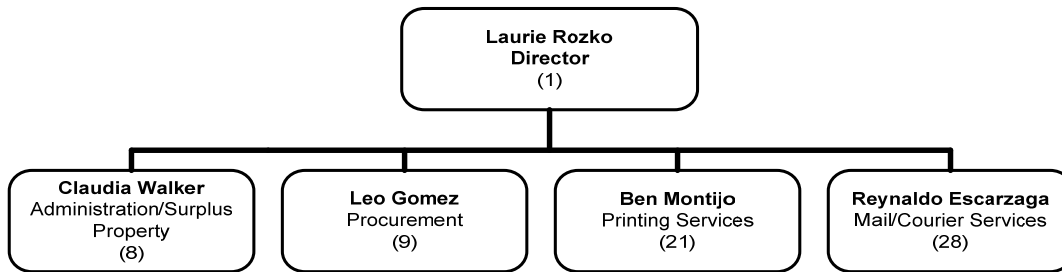 Laurie Rozko
Director
(1)
Claudia Walker
Administration/Surplus
Property
(8)
Leo Gomez
Procurement
(9)
Ben Montijo
Printing Services
(21)
Reynaldo Escarzaga
Mail/Courier Services
(28)